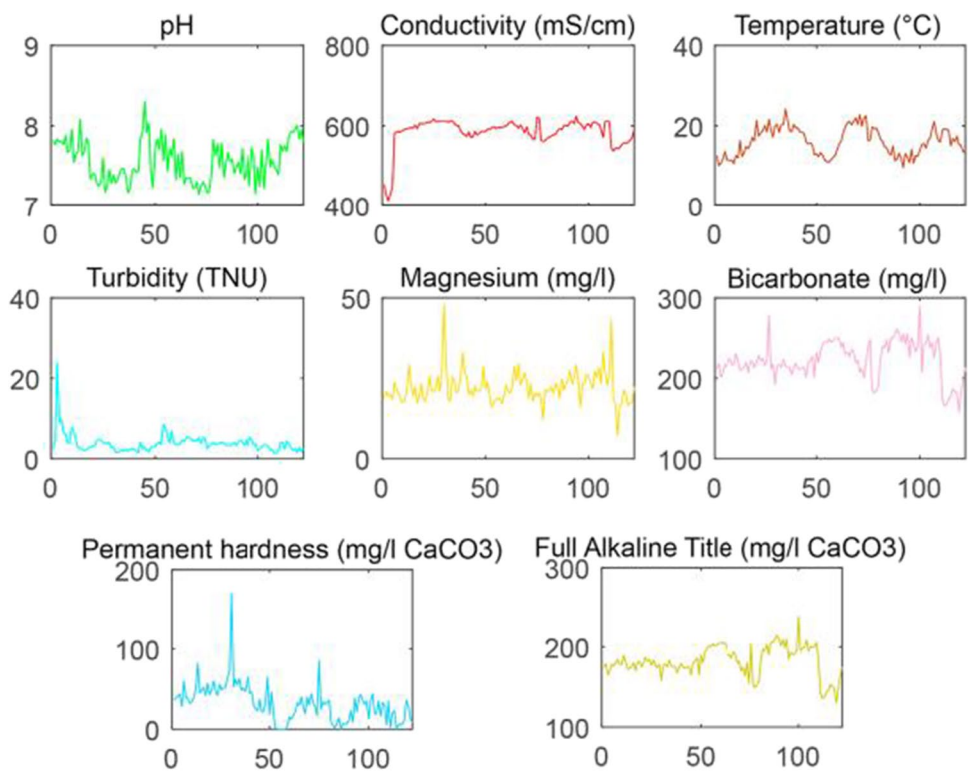 pH Conductivity (mS/cm) Temperature (°C)
9 800 40
8 600 20
7 400 0
0 50 100 0 50 100 0 50 100
Turbidity (TNU) Magnesium (mg/l) Bicarbonate (mg/l)
40 50 300
20 200
0 0 100
0 50 100 0 50 100 0 50 100
Permanent hardness (mg/l CaCO3) Full Alkaline Title (mg/l CaCO3)
200 300
100 200
0 100
0 50 100 0 50 100